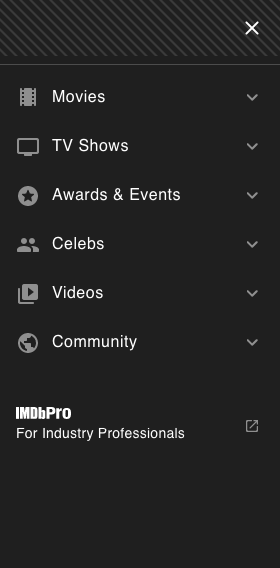 Movies
TV Shows
Awards & Events
Celebs
Videos
Community
IMDbPro
For Industry Professionals